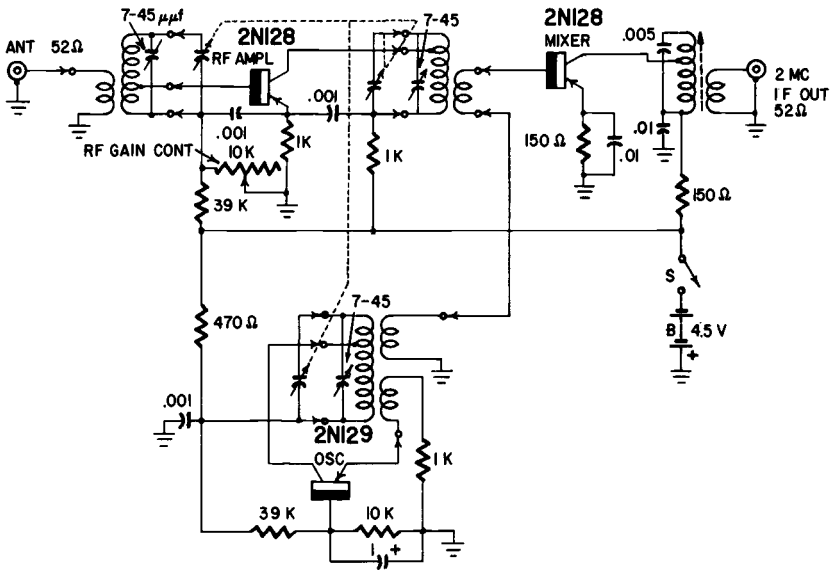 7-45 μμf
ANT 52Ω
2N128
RF AMPL
7-45
2N128
MIXER
.005
2 MC
IF OUT
52Ω
.001
.001
RF GAIN CONT
10K
1K
1K
150 Ω
.01
.01
39 K
150 Ω
S
470 Ω
7-45
B 4.5 V
+
.001
2N129
OSC
1K
39 K
10 K
1 +